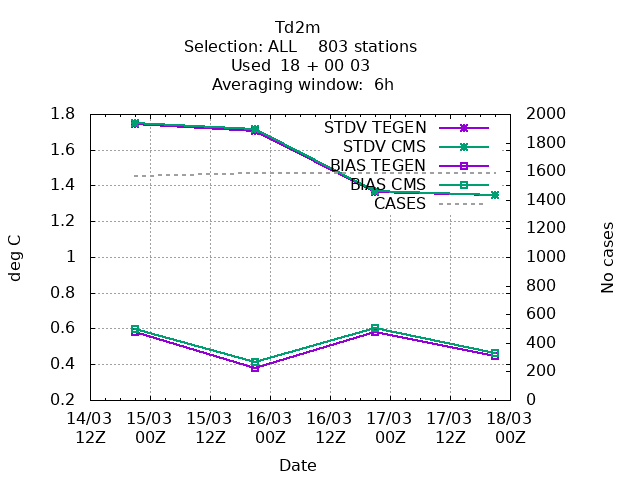 Td2m
Selection: ALL    803 stations
Used  18 + 00 03
Averaging window:  6h
1.8
1.6
1.4
1.2
1
0.8
0.6
0.4
0.2
2000
1800
1600
1400
1200
1000
800
600
400
200
0
STDV TEGEN
STDV CMS
BIAS TEGEN
BIAS CMS
CASES
deg C
No cases
14/03 15/03 15/03 16/03 16/03 17/03 17/03 18/03
12Z 00Z 12Z 00Z 12Z 00Z 12Z 00Z
Date